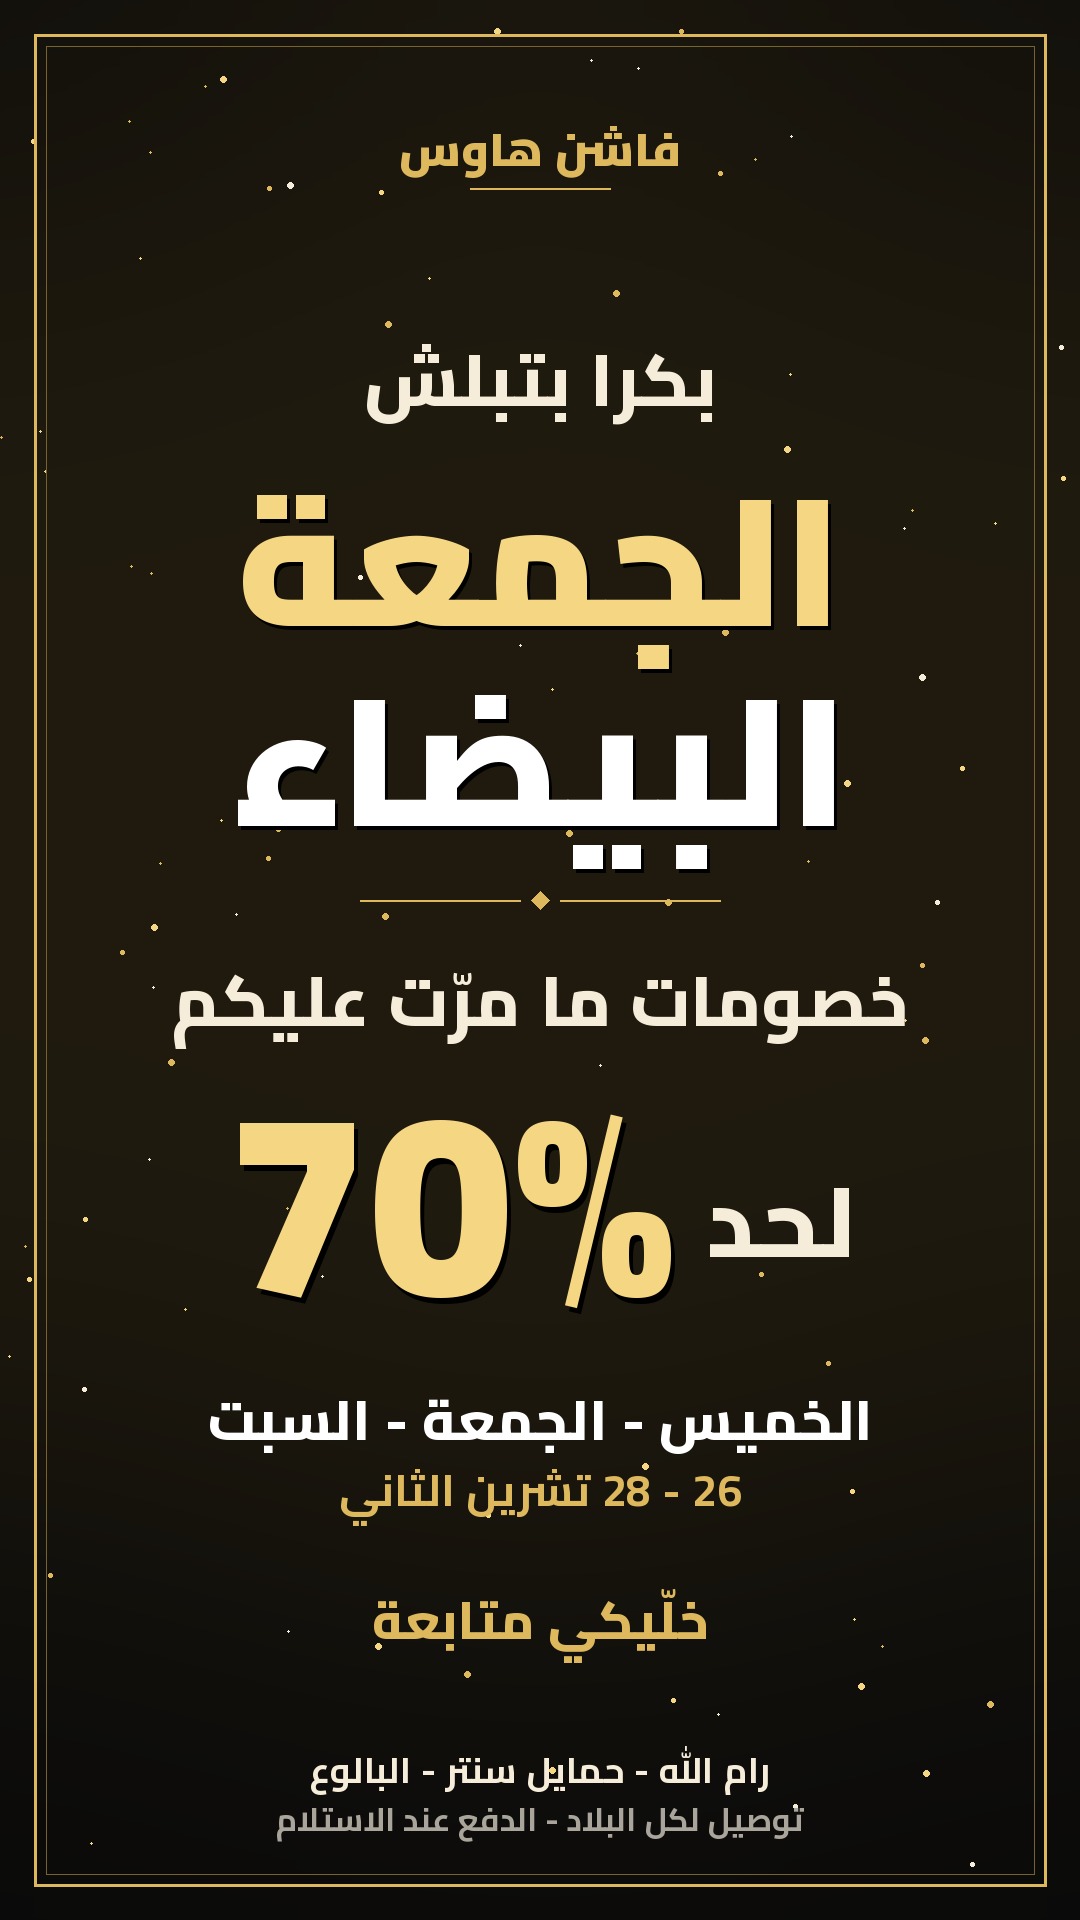 فاشن هاوس
بكرا بتبلش
الجمعة
البيضاء
خصومات ما مرّت عليكم
لحد 70%
الخميس - الجمعة - السبت
26 - 28 تشرين الثاني
خلّيكي متابعة
رام الله - حمايل سنتر - البالوع
توصيل لكل البلاد - الدفع عند الاستلام